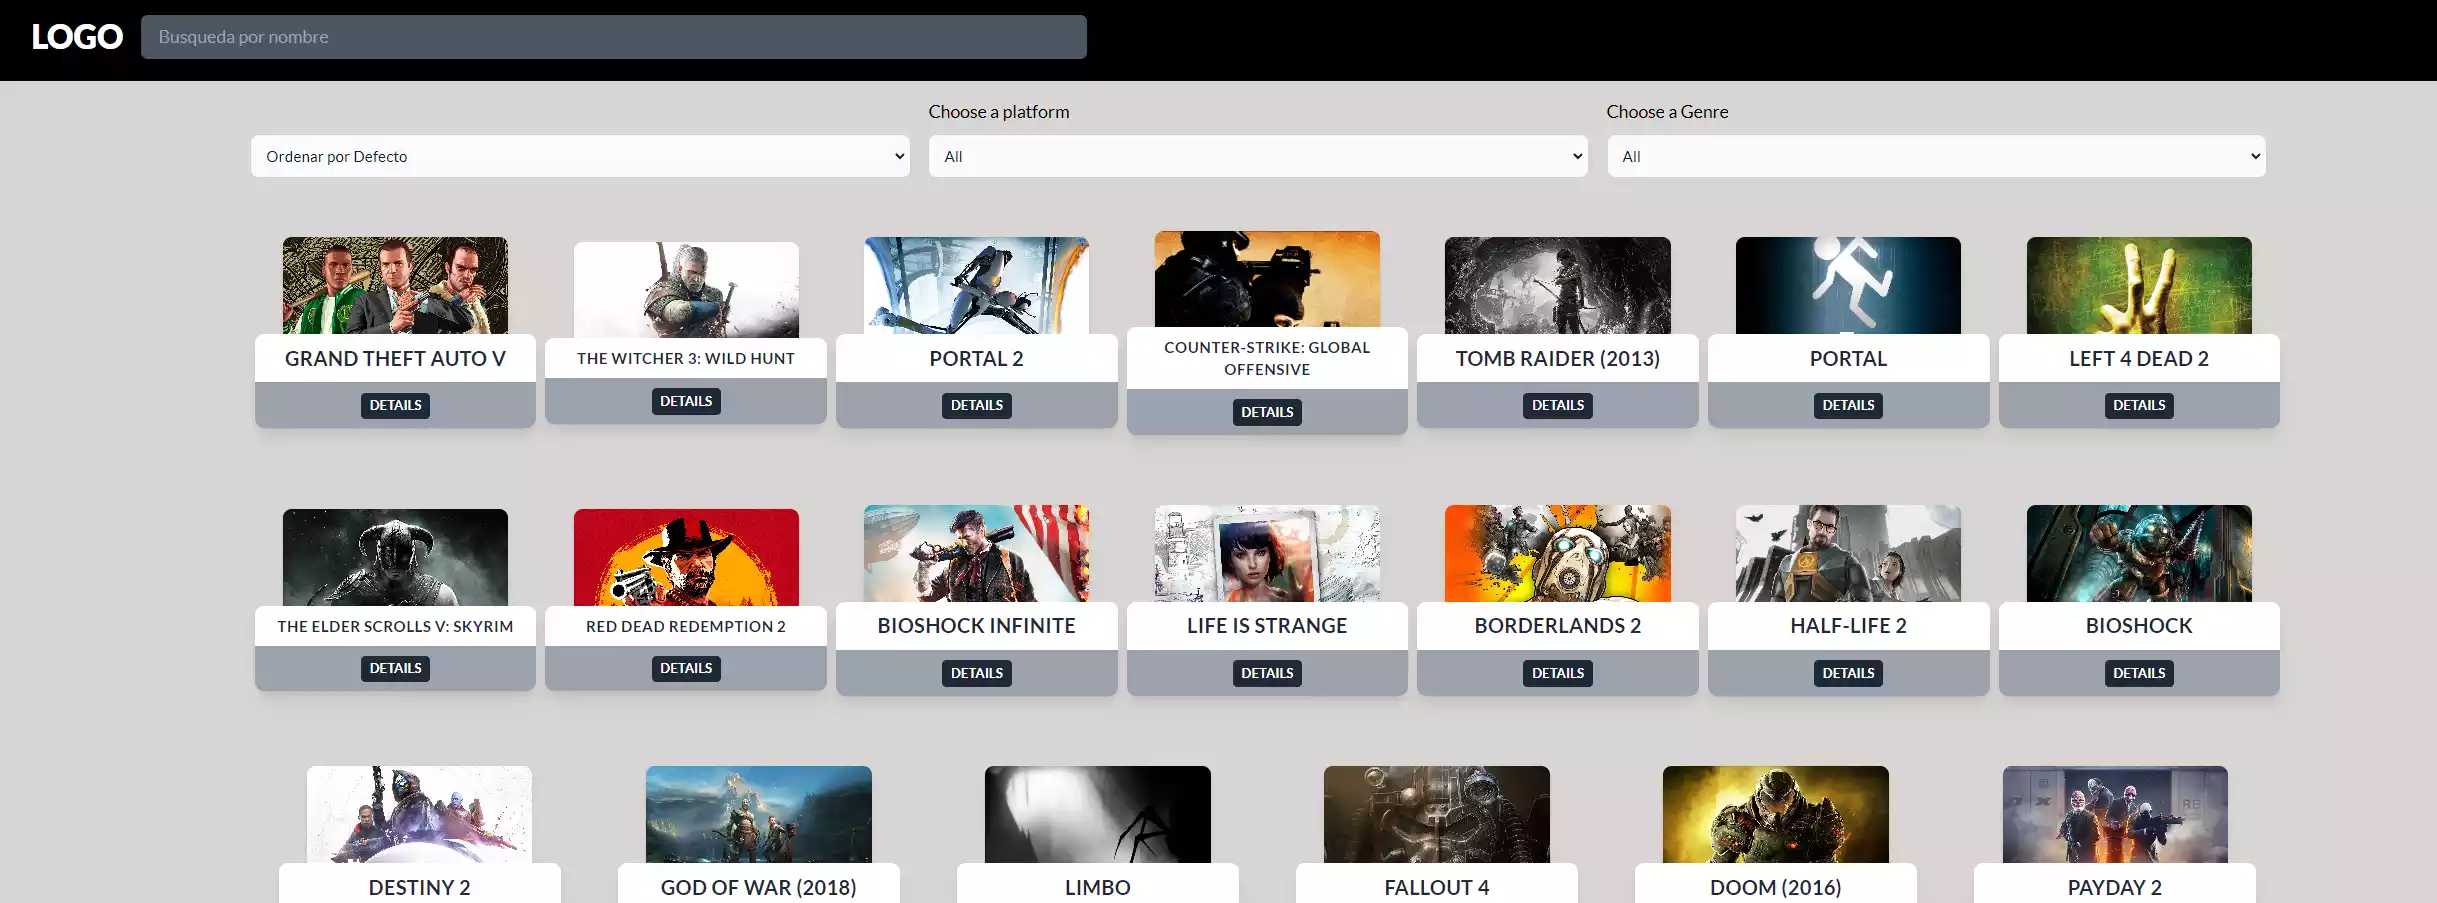 LOGO
Busqueda por nombre
Choose a platform
Choose a Genre
Ordenar por Defecto
All
All
GRAND THEFT AUTO V
THE WITCHER 3: WILD HUNT
PORTAL 2
COUNTER-STRIKE: GLOBAL
OFFENSIVE
TOMB RAIDER (2013)
PORTAL
LEFT 4 DEAD 2
DETAILS
DETAILS
DETAILS
DETAILS
DETAILS
DETAILS
DETAILS
THE ELDER SCROLLS V: SKYRIM
RED DEAD REDEMPTION 2
BIOSHOCK INFINITE
LIFE IS STRANGE
BORDERLANDS 2
HALF-LIFE 2
BIOSHOCK
DETAILS
DETAILS
DETAILS
DETAILS
DETAILS
DETAILS
DETAILS
DESTINY 2
GOD OF WAR (2018)
LIMBO
FALLOUT 4
DOOM (2016)
PAYDAY 2